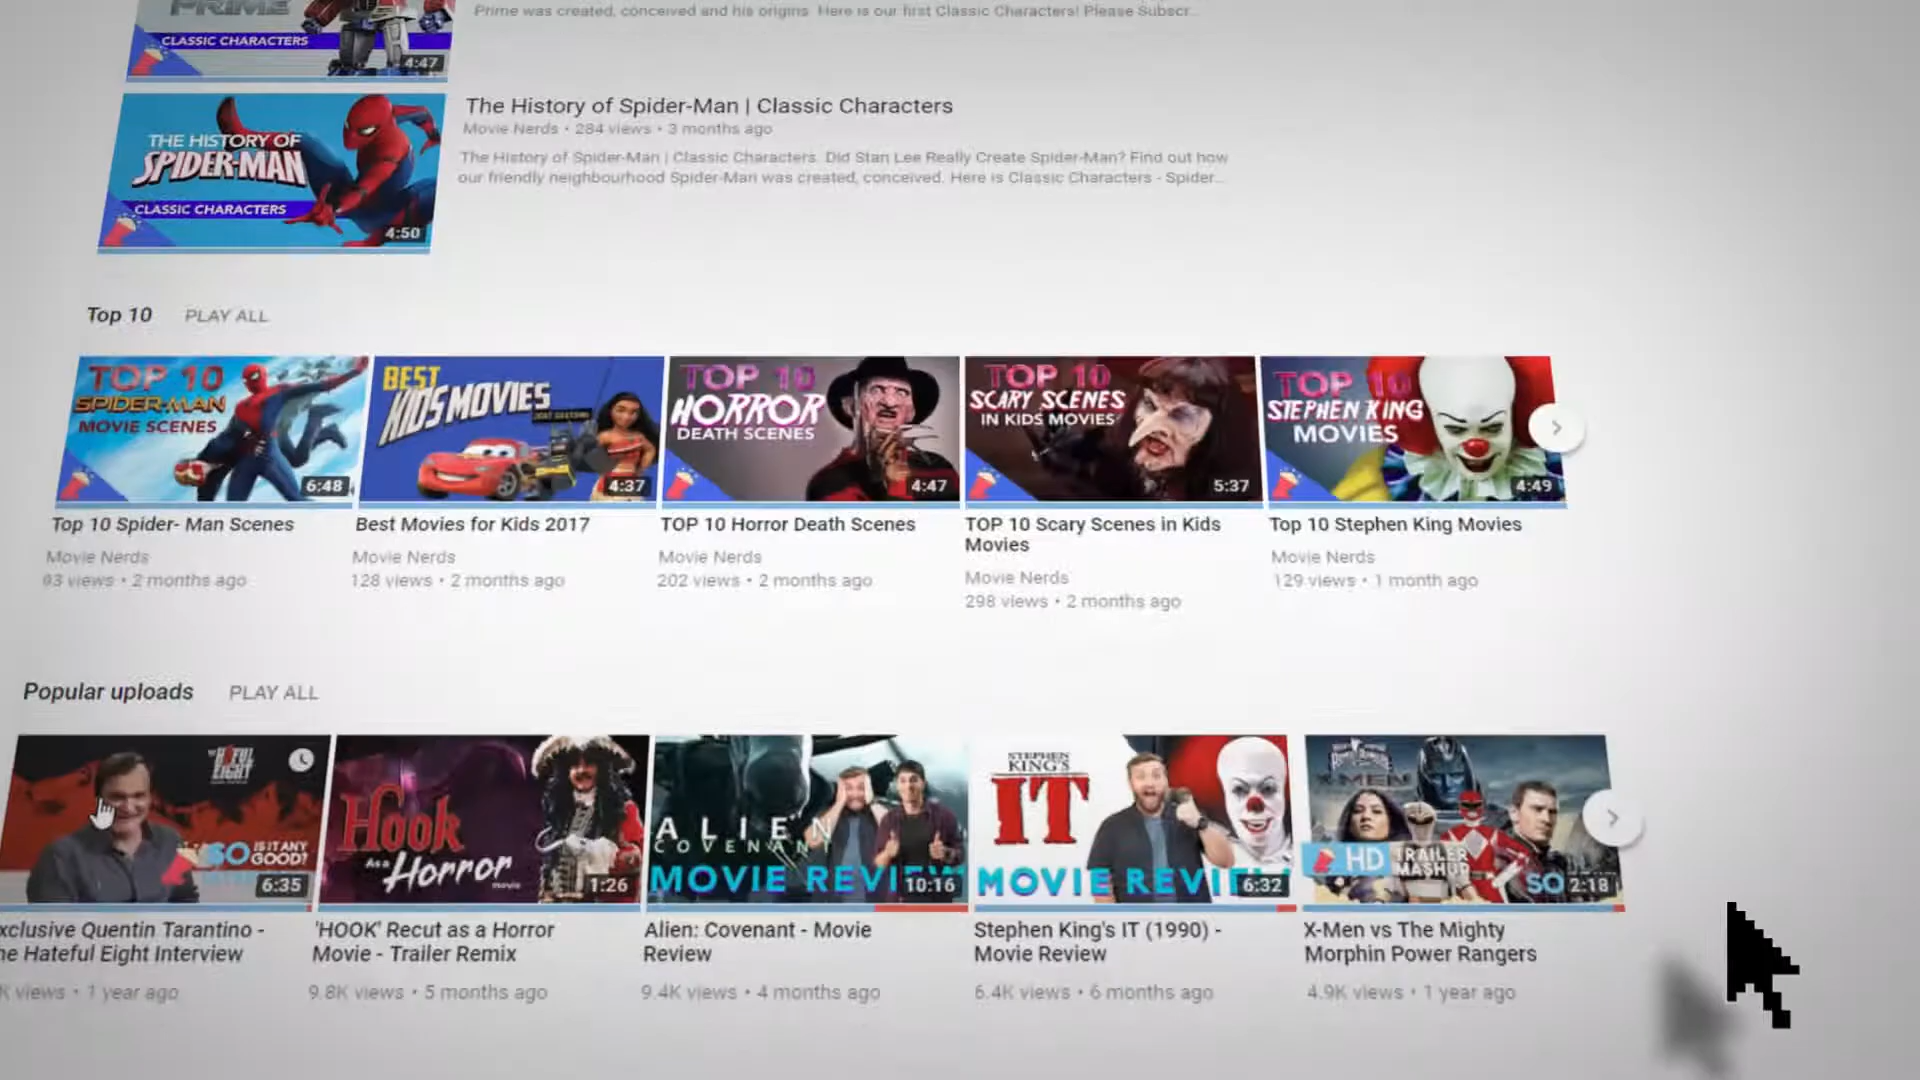 PRIME
Prime was created, conceived and his origins. Here is our first Classic Characters! Please Subscr...
CLASSIC CHARACTERS
4:47
THE HISTORY OF
SPIDER-MAN
CLASSIC CHARACTERS
4:50
The History of Spider-Man | Classic Characters
Movie Nerds • 284 views • 3 months ago
The History of Spider-Man | Classic Characters. Did Stan Lee Really Create Spider-Man? Find out how
our friendly neighbourhood Spider-Man was created, conceived. Here is Classic Characters - Spider...
Top 10 PLAY ALL
TOP 10
SPIDER-MAN
MOVIE SCENES
6:48
BEST
KIDS MOVIES
4:37
TOP 10
HORROR
DEATH SCENES
4:47
TOP 10
SCARY SCENES
IN KIDS MOVIES
5:37
TOP 10
STEPHEN KING
MOVIES
4:49
Top 10 Spider- Man Scenes
Movie Nerds
93 views • 2 months ago
Best Movies for Kids 2017
Movie Nerds
128 views • 2 months ago
TOP 10 Horror Death Scenes
Movie Nerds
202 views • 2 months ago
TOP 10 Scary Scenes in Kids
Movies
Movie Nerds
298 views • 2 months ago
Top 10 Stephen King Movies
Movie Nerds
129 views • 1 month ago
Popular uploads PLAY ALL
THE HATEFUL
EIGHT
SO IS IT ANY
GOOD?
6:35
Hook
As a
Horror
movie
1:26
ALIEN
COVENANT
MOVIE REVIE
10:16
STEPHEN
KING'S
IT
MOVIE REVI
6:32
X-MEN
HD TRAILER
MASHUP
SO
2:18
xclusive Quentin Tarantino -
he Hateful Eight Interview
K views • 1 year ago
'HOOK' Recut as a Horror
Movie - Trailer Remix
9.8K views • 5 months ago
Alien: Covenant - Movie
Review
9.4K views • 4 months ago
Stephen King's IT (1990) -
Movie Review
6.4K views • 6 months ago
X-Men vs The Mighty
Morphin Power Rangers
4.9K views • 1 year ago